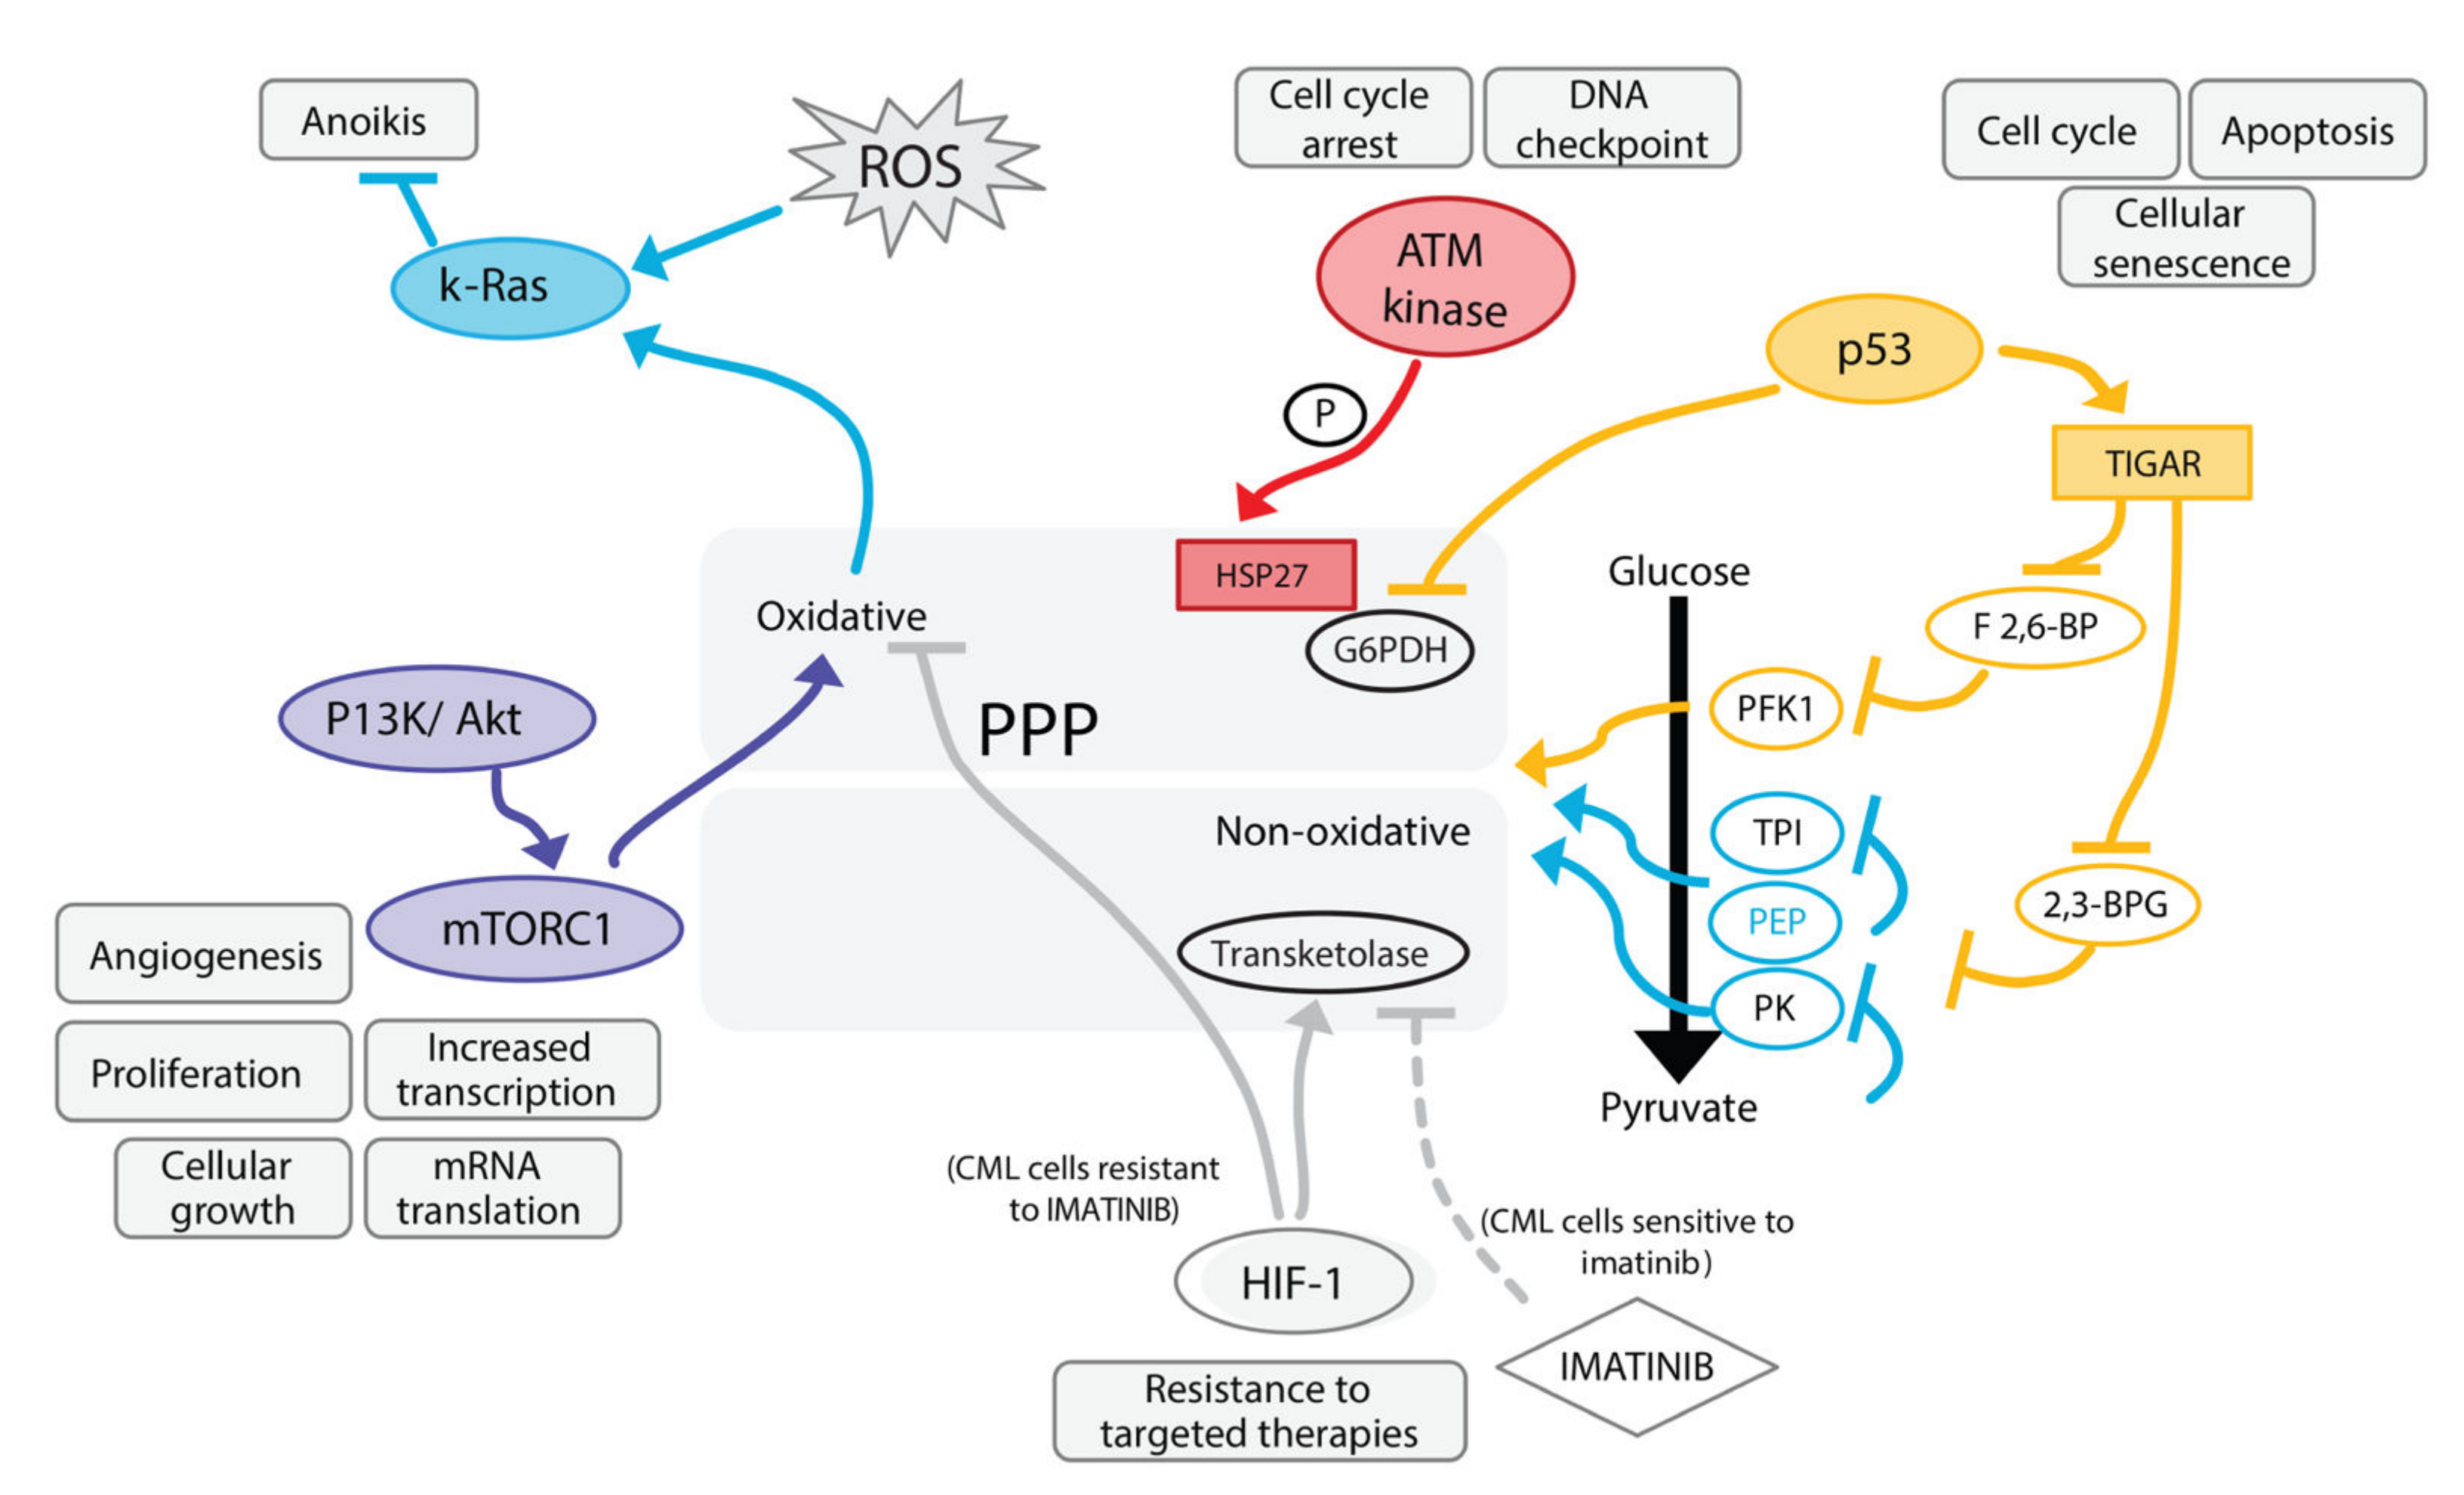 Anoikis
ROS
k-Ras
Cell cycle
arrest
DNA
checkpoint
ATM
kinase
P
Cell cycle
Apoptosis
Cellular
senescence
p53
TIGAR
HSP27
G6PDH
Oxidative
PPP
Glucose
F 2,6-BP
PFK1
P13K/ Akt
mTORC1
Non-oxidative
TPI
PEP
PK
2,3-BPG
Transketolase
Pyruvate
Angiogenesis
Proliferation
Increased
transcription
Cellular
growth
mRNA
translation
(CML cells resistant
to IMATINIB)
(CML cells sensitive to
imatinib)
HIF-1
IMATINIB
Resistance to
targeted therapies